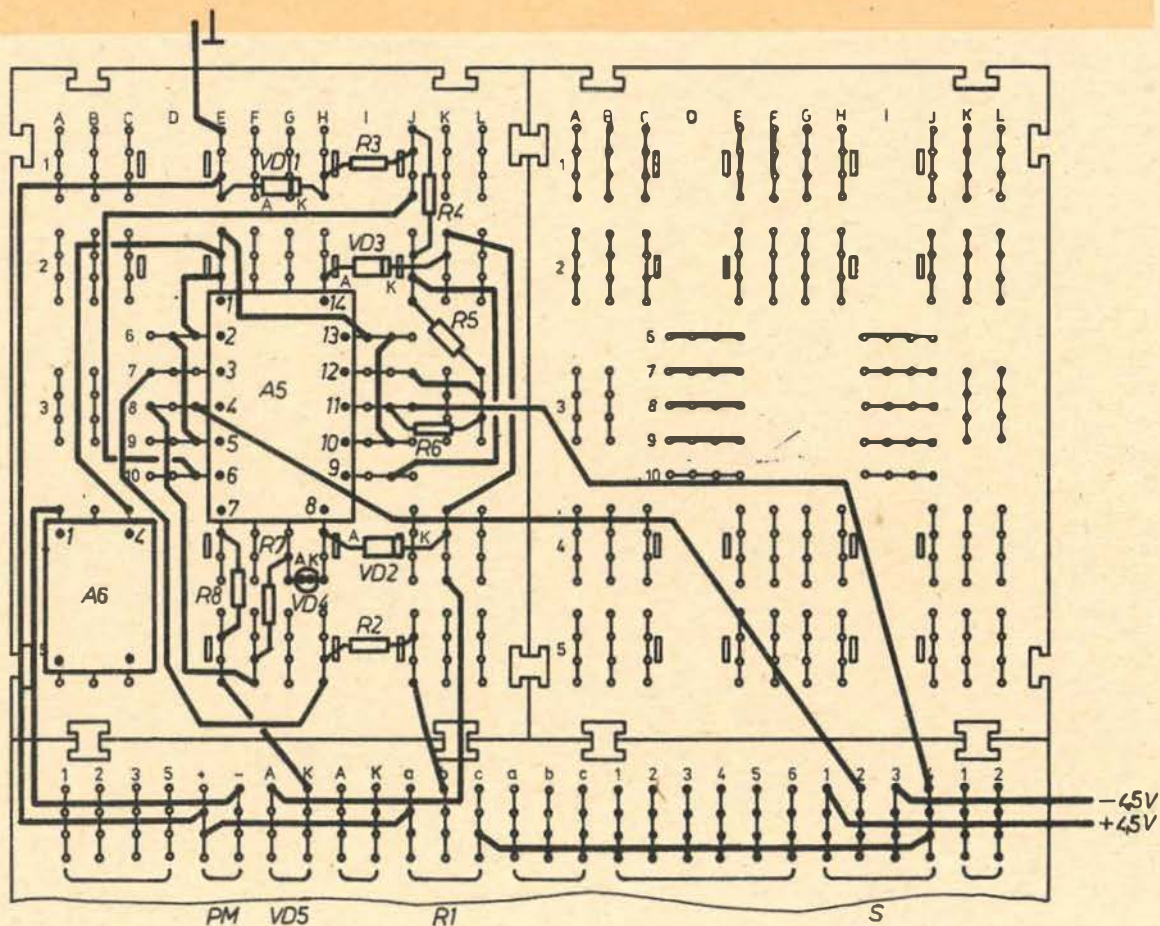 ⊥
A B C D E F G H I J K L A B C D E F G H I J K L
1 VD1 R3 1
A K R4
2 VD3 2
A K
1 14 R5
6 2 13 6
7 3 12 7
A5
3 8 4 11 3 8
9 5 10 R6 9
10 6 9 10
7 8
1 4 R7 A K A K 4
A6 R8 VD4 VD2
5 R2 5
1 2 3 5 + - A K A K a b c a b c 1 2 3 4 5 6 1 2 3 4 1 2
-4,5V
+4,5V
PM VD5 R1 S